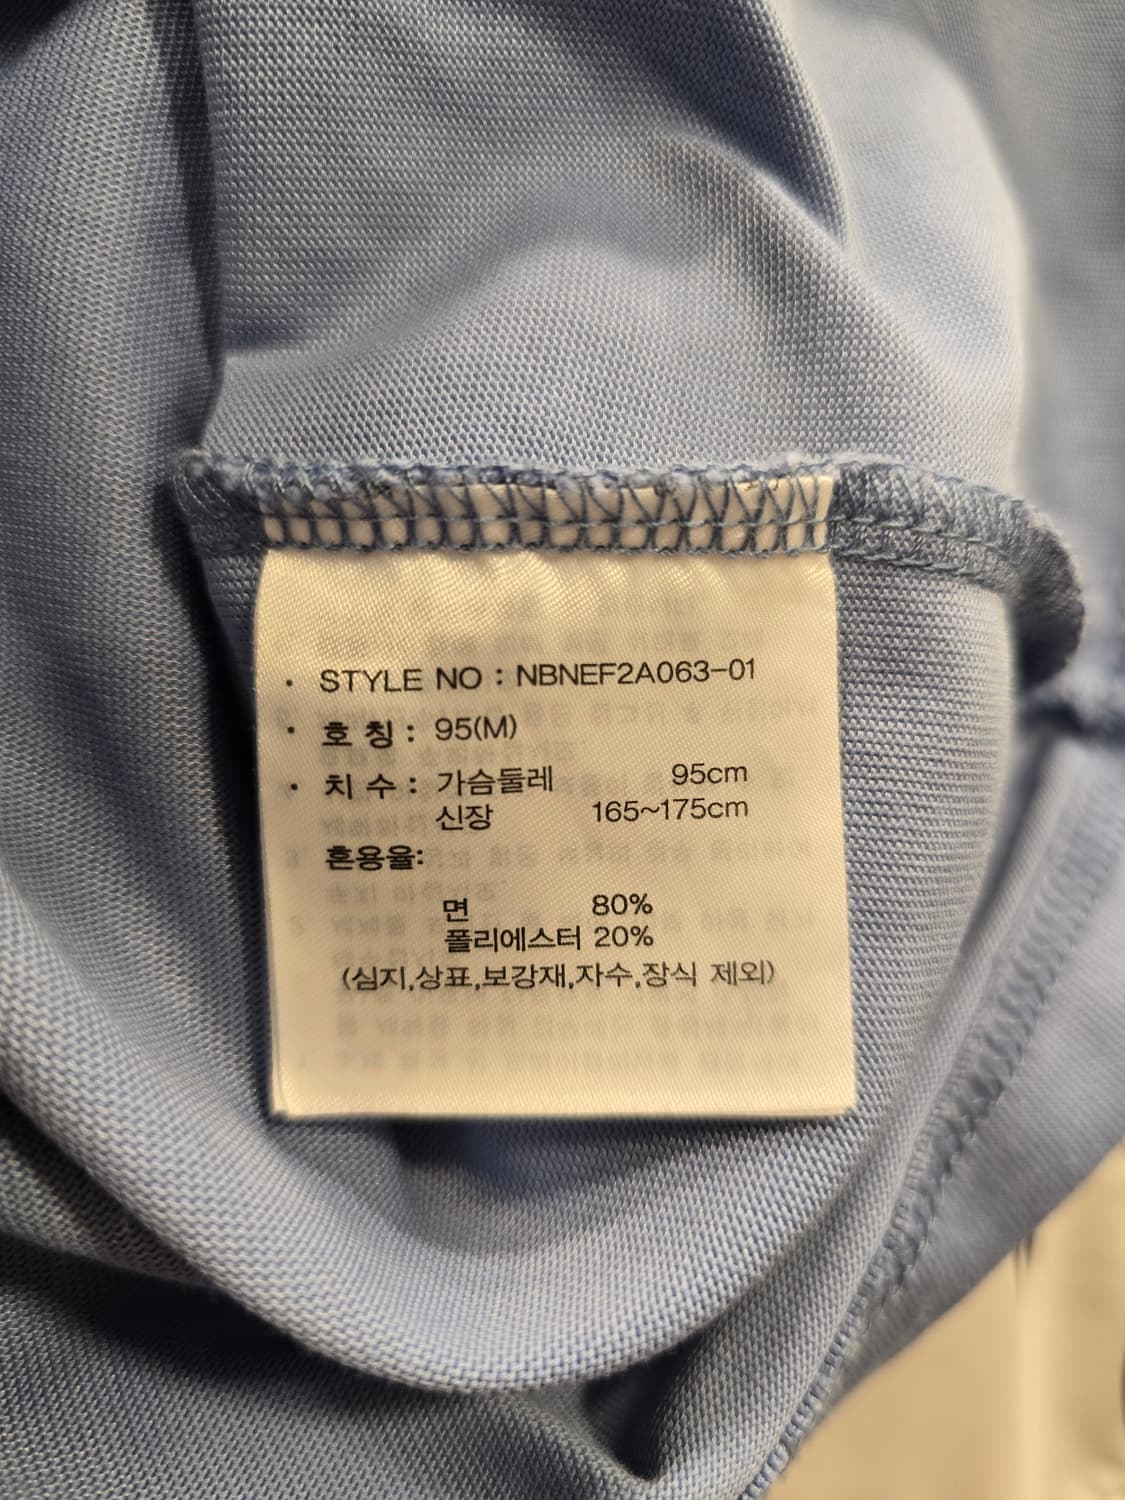 · STYLE NO : NBNEF2A063-01
· 호 칭 : 95(M)
· 치 수 : 가슴둘레 95cm
신장 165~175cm
혼용율:
면 80%
폴리에스터 20%
(심지,상표,보강재,자수,장식 제외)